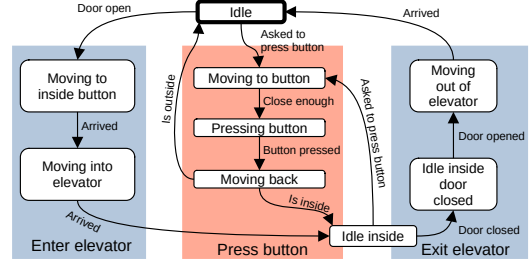 Door open
Idle
Arrived
Asked to
press button
Moving to
inside button
Moving to button
Moving
out of
elevator
Is outside
Asked to press button
Close enough
Arrived
Pressing button
Door opened
Button pressed
Moving into
elevator
Moving back
Idle inside
door
closed
Is inside
Arrived
Idle inside
Door closed
Enter elevator
Press button
Exit elevator